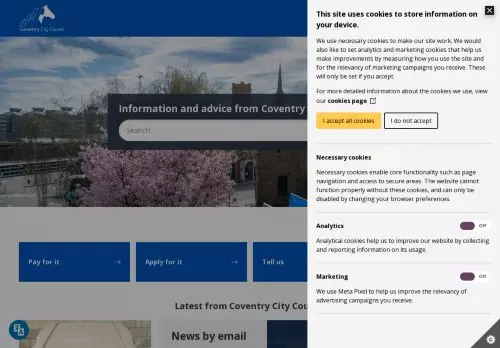 Coventry City Council
Information and advice from Coventry
Search
Pay for it
Apply for it
Tell us
Latest from Coventry City Cou
News by email
This site uses cookies to store information on
your device.
We use necessary cookies to make our site work. We would
also like to set analytics and marketing cookies that help us
make improvements by measuring how you use the site and
for the relevancy of marketing campaigns you receive. These
will only be set if you accept.
For more detailed information about the cookies we use, view
our cookies page
I accept all cookies
I do not accept
Necessary cookies
Necessary cookies enable core functionality such as page
navigation and access to secure areas. The website cannot
function properly without these cookies, and can only be
disabled by changing your browser preferences.
Analytics
Off
Analytical cookies help us to improve our website by collecting
and reporting information on its usage.
Marketing
Off
We use Meta Pixel to help us improve the relevancy of
advertising campaigns you receive.